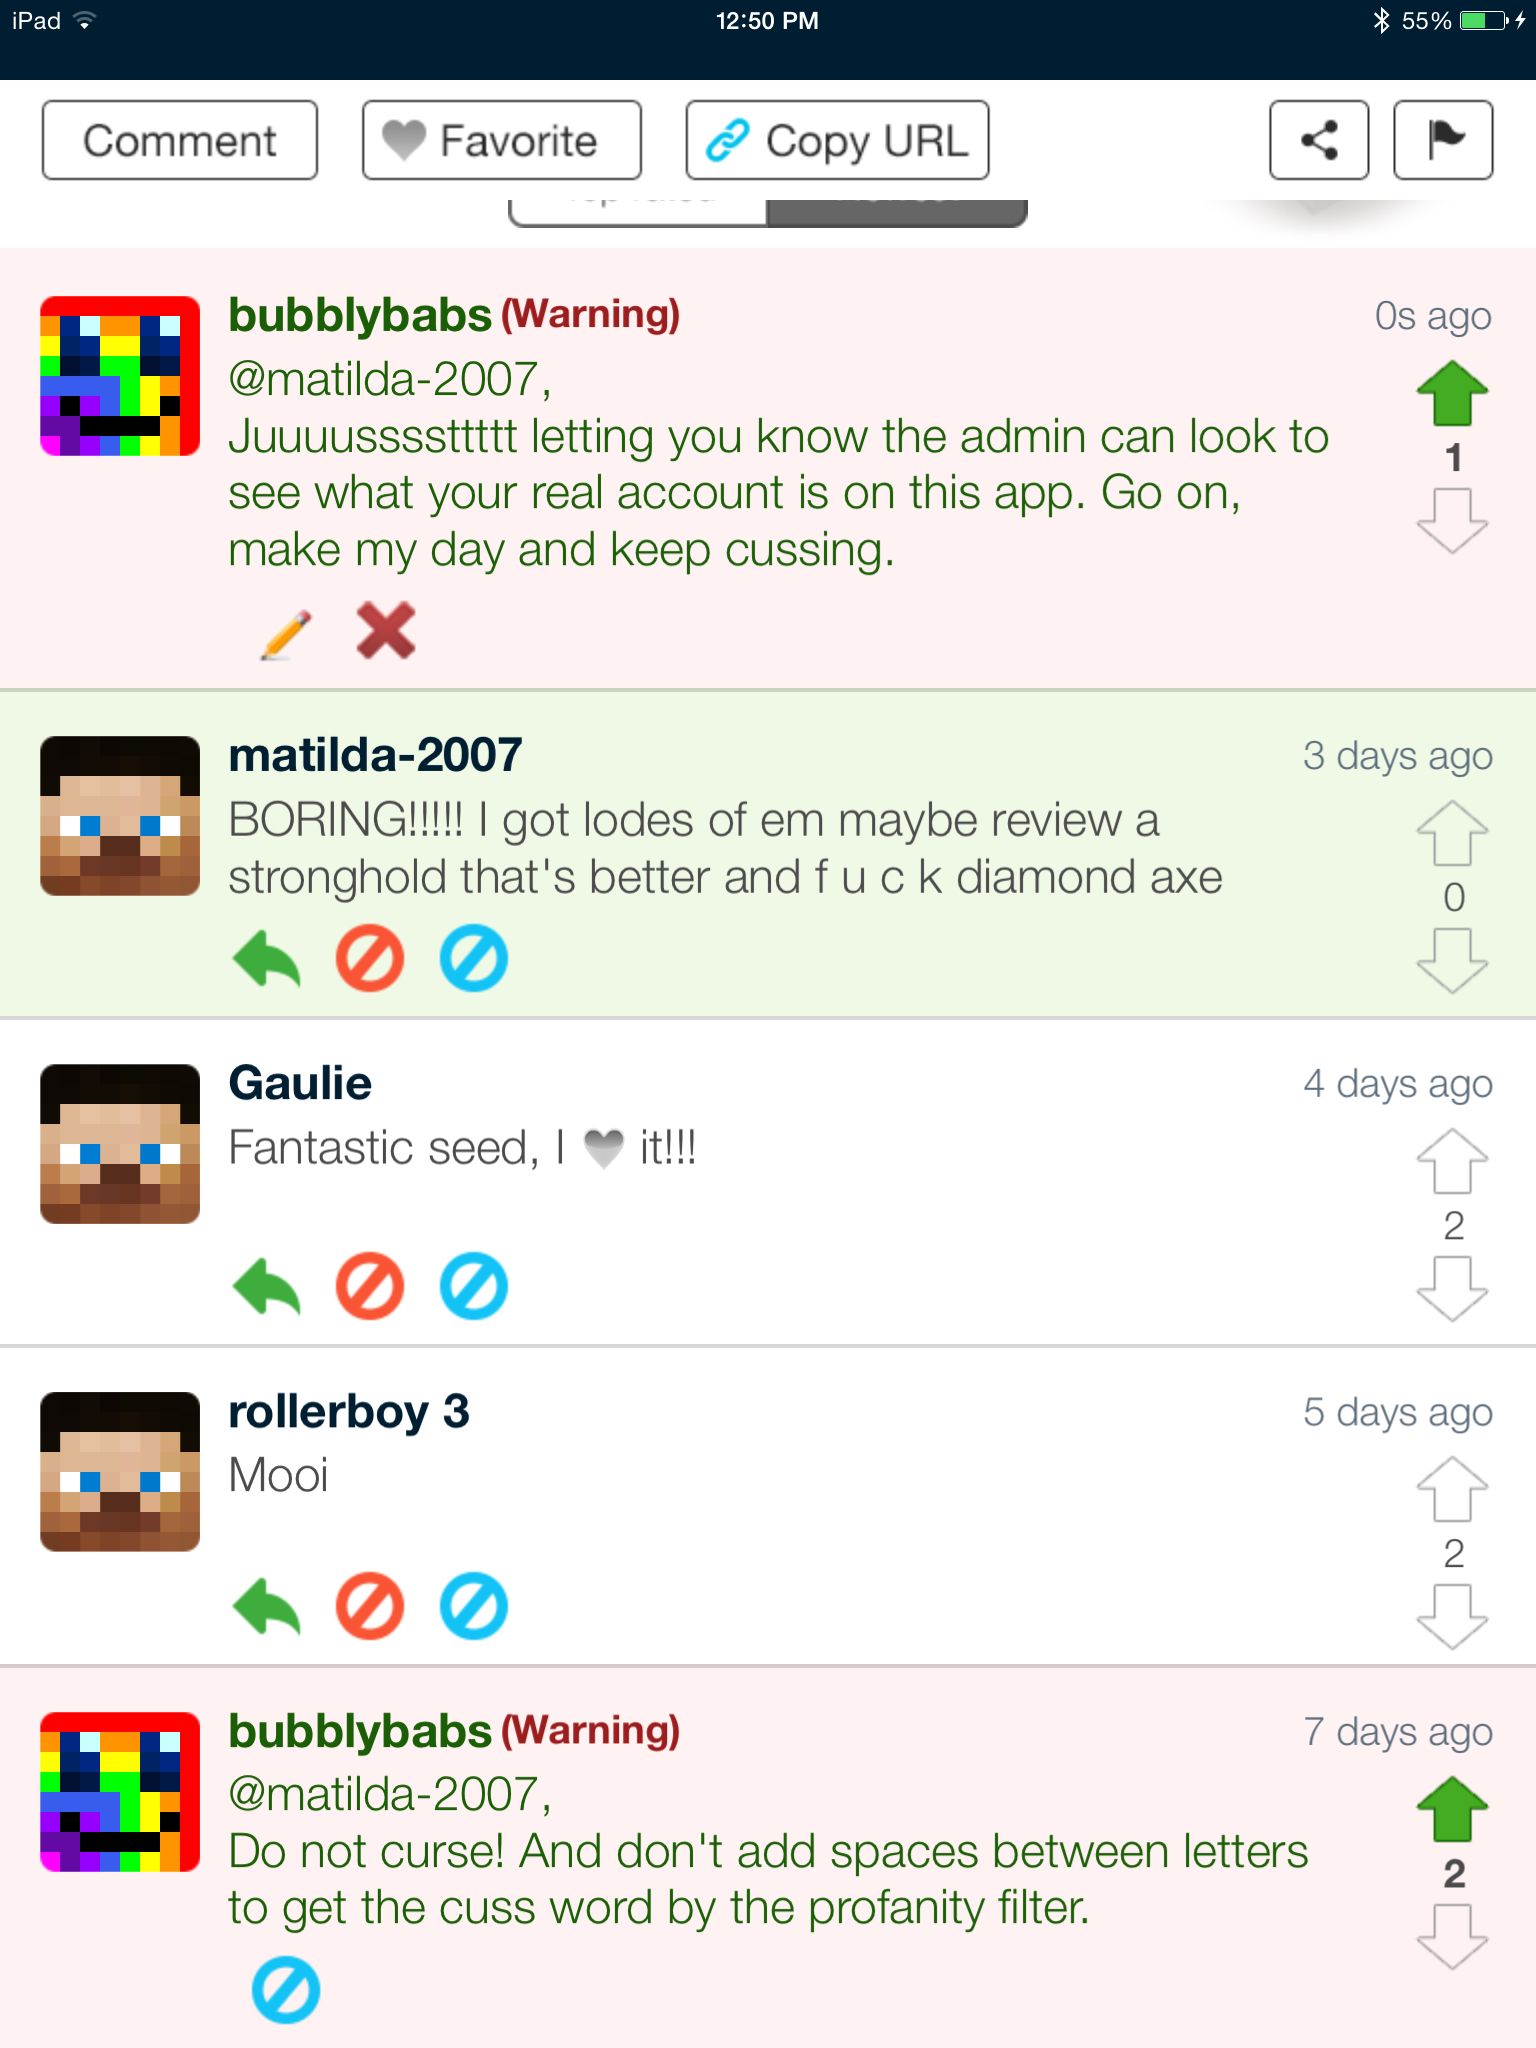 iPad 12:50 PM 55%
Comment Favorite Copy URL
bubblybabs (Warning) 0s ago
@matilda-2007,
Juuuusssstttttt letting you know the admin can look to
see what your real account is on this app. Go on,
make my day and keep cussing.
1
matilda-2007 3 days ago
BORING!!!!! I got lodes of em maybe review a
stronghold that's better and f u c k diamond axe
0
Gaulie 4 days ago
Fantastic seed, I 🩶 it!!!
2
rollerboy 3 5 days ago
Mooi
2
bubblybabs (Warning) 7 days ago
@matilda-2007,
Do not curse! And don't add spaces between letters
to get the cuss word by the profanity filter.
2